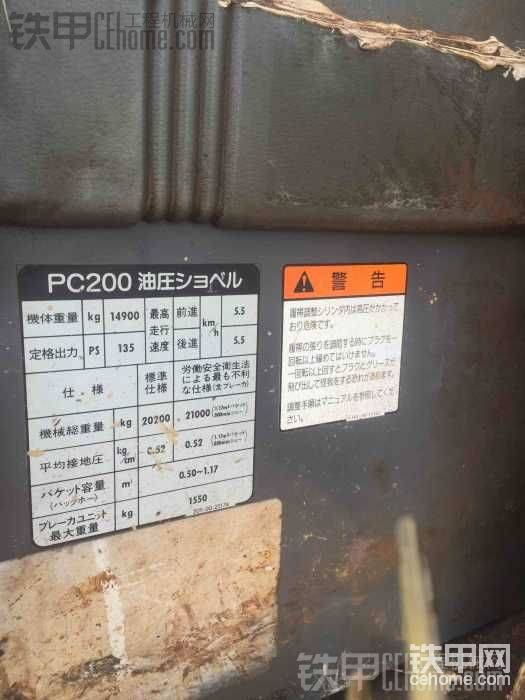 铁甲 工程机械网
CEhome.com
PC200 油圧ショベル
機体重量 kg 14900 最高走行速度 前進 km/h 5.5
定格出力 PS 135 後進 5.5
仕様 標準仕様 労働安全衛生法による最も不利な仕様(大ブレーカ)
機械総重量 kg 20200 21000
平均接地圧 kg/cm² 0.52 0.52
バケット容量(バックホー) m³ 0.50~1.17
ブレーカユニット最大重量 kg 1550
警告
履帯調整シリンダ内は高圧がかかって
おり危険です。
履帯の張りを調節する時にプラグを一
回転以上緩めてはいけません。
一回転以上回すとプラグとグリースが
飛び出して怪我をする恐れがあります。
調整手順はマニュアルを参照してくだ
さい。
铁甲CEhome.com
铁甲网
cehome.com